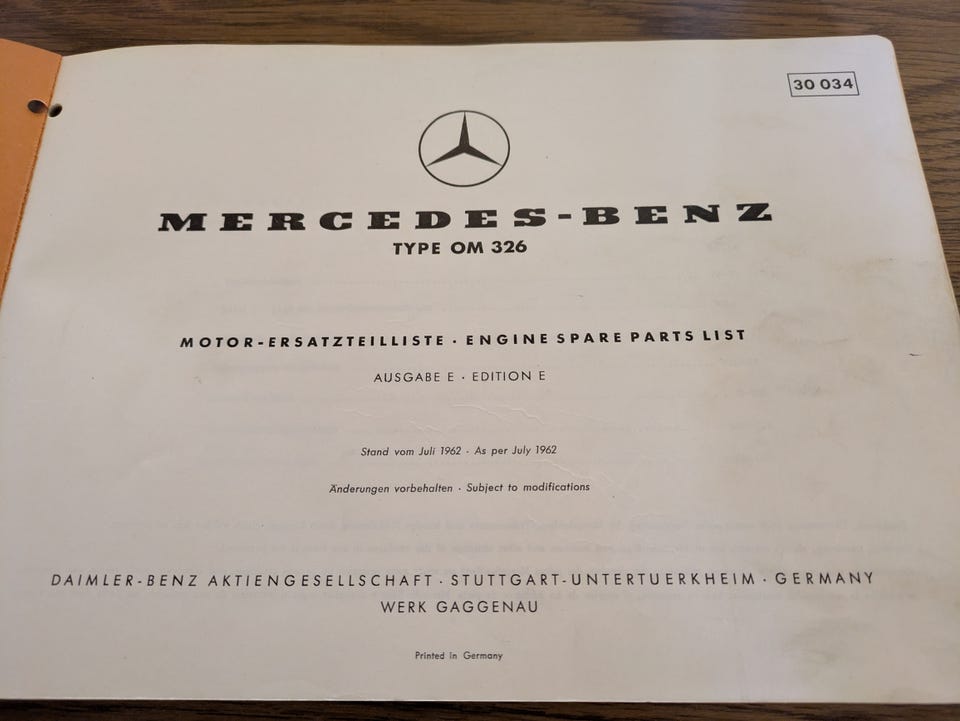 30 034
MERCEDES-BENZ
TYPE OM 326
MOTOR-ERSATZTEILLISTE · ENGINE SPARE PARTS LIST
AUSGABE E · EDITION E
Stand vom Juli 1962 · As per July 1962
Änderungen vorbehalten · Subject to modifications
DAIMLER-BENZ AKTIENGESELLSCHAFT · STUTTGART-UNTERTUERKHEIM · GERMANY
WERK GAGGENAU
Printed in Germany